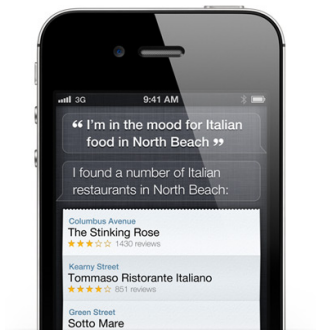 3G 9:41 AM
“ I'm in the mood for Italian
food in North Beach ”
I found a number of Italian
restaurants in North Beach:
Columbus Avenue
The Stinking Rose
1430 reviews
Kearny Street
Tommaso Ristorante Italiano
851 reviews
Green Street
Sotto Mare